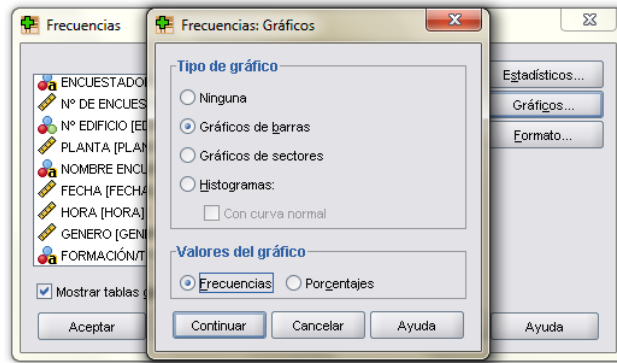 Frecuencias
ENCUESTADO
Nº DE ENCUES
Nº EDIFICIO [ED
PLANTA [PLAN
NOMBRE ENCU
FECHA [FECHA
HORA [HORA]
GENERO [GEN
FORMACIÓN/T
Mostrar tablas
Aceptar
Frecuencias: Gráficos
Tipo de gráfico
Ninguna
Gráficos de barras
Gráficos de sectores
Histogramas:
Con curva normal
Valores del gráfico
Frecuencias
Porcentajes
Continuar
Cancelar
Ayuda
Estadísticos...
Gráficos...
Formato...
Ayuda